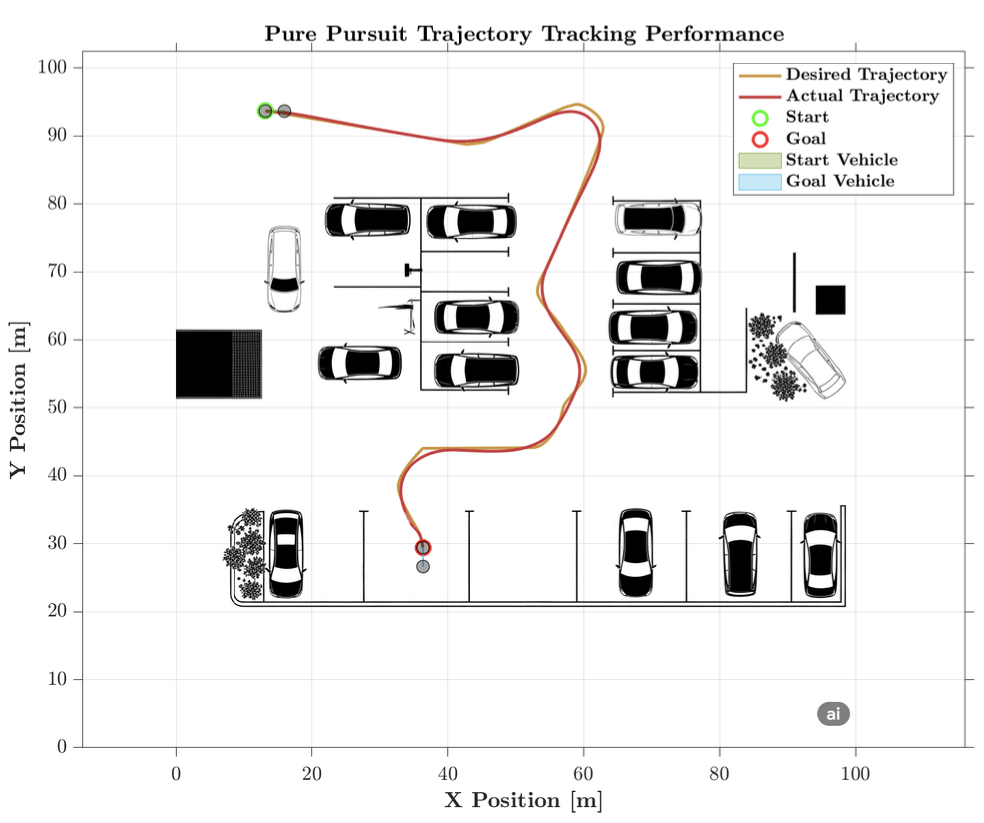 Pure Pursuit Trajectory Tracking Performance
100
90
80
70
60
50
40
30
20
10
0
Y Position [m]
Desired Trajectory
Actual Trajectory
Start
Goal
Start Vehicle
Goal Vehicle
ai
0 20 40 60 80 100
X Position [m]